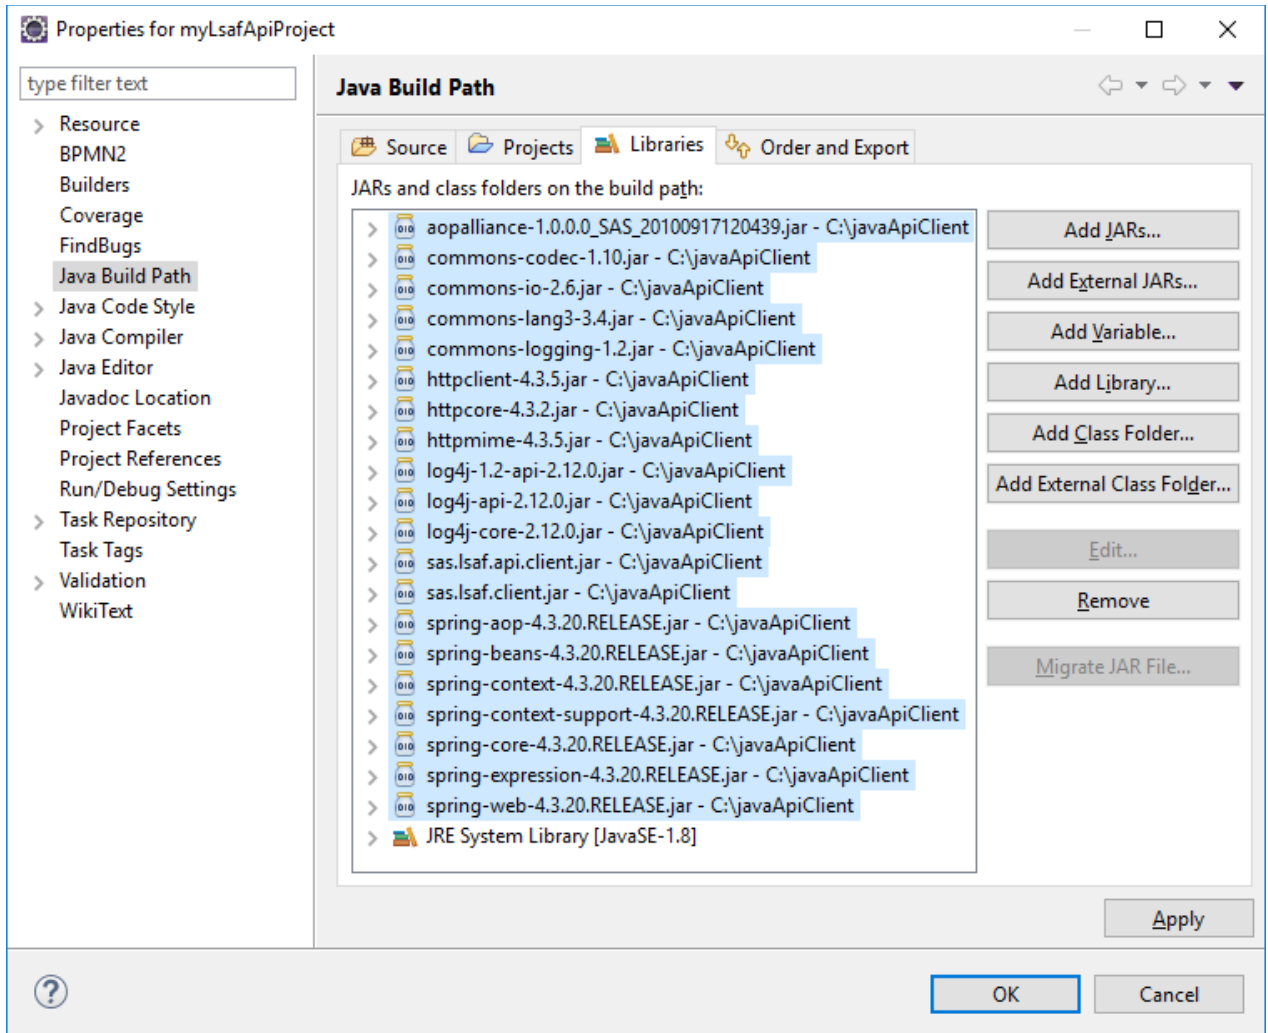 Properties for myLsafApiProject
type filter text
Resource
BPMN2
Builders
Coverage
FindBugs
Java Build Path
Java Code Style
Java Compiler
Java Editor
Javadoc Location
Project Facets
Project References
Run/Debug Settings
Task Repository
Task Tags
Validation
WikiText
Java Build Path
Source Projects Libraries Order and Export
JARs and class folders on the build path:
aopalliance-1.0.0.0_SAS_20100917120439.jar - C:\javaApiClient
commons-codec-1.10.jar - C:\javaApiClient
commons-io-2.6.jar - C:\javaApiClient
commons-lang3-3.4.jar - C:\javaApiClient
commons-logging-1.2.jar - C:\javaApiClient
httpclient-4.3.5.jar - C:\javaApiClient
httpcore-4.3.2.jar - C:\javaApiClient
httpmime-4.3.5.jar - C:\javaApiClient
log4j-1.2-api-2.12.0.jar - C:\javaApiClient
log4j-api-2.12.0.jar - C:\javaApiClient
log4j-core-2.12.0.jar - C:\javaApiClient
sas.lsaf.api.client.jar - C:\javaApiClient
sas.lsaf.client.jar - C:\javaApiClient
spring-aop-4.3.20.RELEASE.jar - C:\javaApiClient
spring-beans-4.3.20.RELEASE.jar - C:\javaApiClient
spring-context-4.3.20.RELEASE.jar - C:\javaApiClient
spring-context-support-4.3.20.RELEASE.jar - C:\javaApiClient
spring-core-4.3.20.RELEASE.jar - C:\javaApiClient
spring-expression-4.3.20.RELEASE.jar - C:\javaApiClient
spring-web-4.3.20.RELEASE.jar - C:\javaApiClient
JRE System Library [JavaSE-1.8]
Add JARs...
Add External JARs...
Add Variable...
Add Library...
Add Class Folder...
Add External Class Folder...
Edit...
Remove
Migrate JAR File...
Apply
OK Cancel